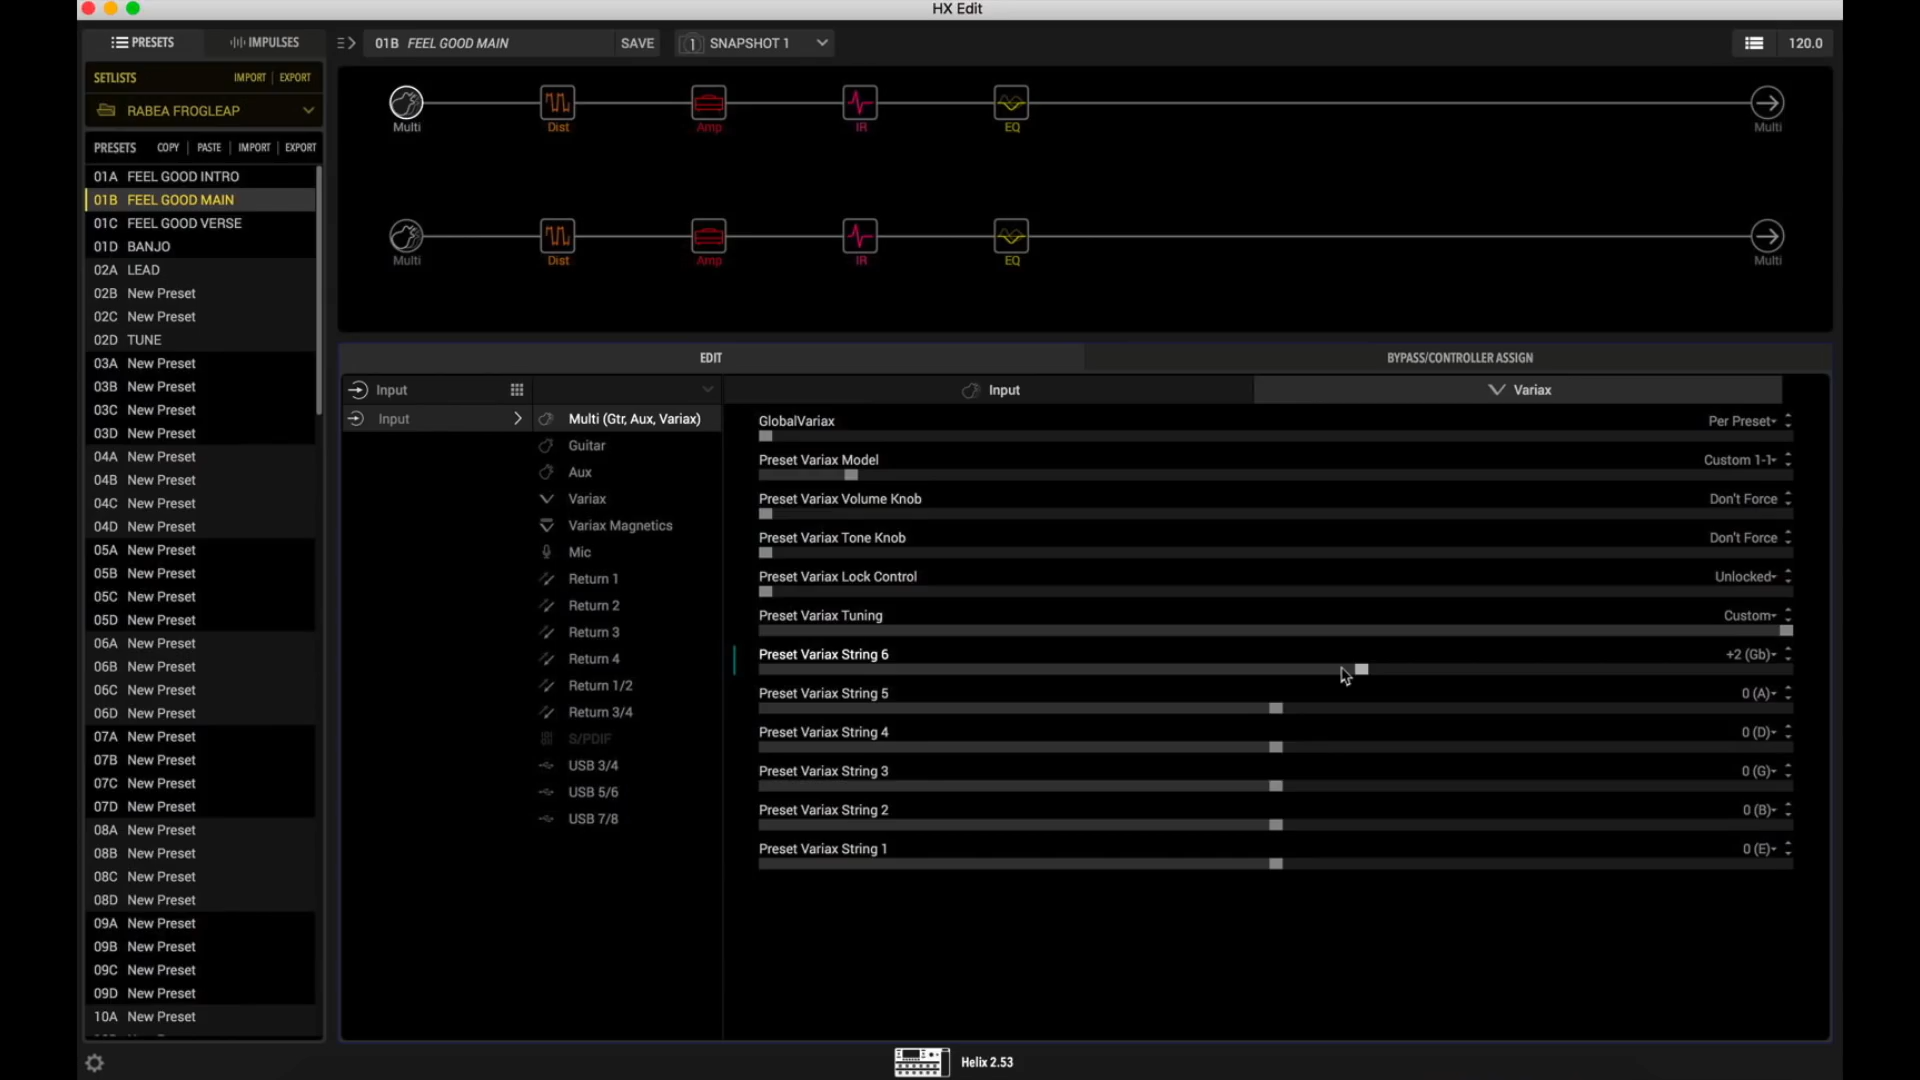 HX Edit
PRESETS
IMPULSES
01B FEEL GOOD MAIN
SAVE
1 SNAPSHOT 1
120.0
SETLISTS IMPORT | EXPORT
RABEA FROGLEAP
PRESETS COPY | PASTE | IMPORT | EXPORT
01A FEEL GOOD INTRO
01B FEEL GOOD MAIN
01C FEEL GOOD VERSE
01D BANJO
02A LEAD
02B New Preset
02C New Preset
02D TUNE
03A New Preset
03B New Preset
03C New Preset
03D New Preset
04A New Preset
04B New Preset
04C New Preset
04D New Preset
05A New Preset
05B New Preset
05C New Preset
05D New Preset
06A New Preset
06B New Preset
06C New Preset
06D New Preset
07A New Preset
07B New Preset
07C New Preset
07D New Preset
08A New Preset
08B New Preset
08C New Preset
08D New Preset
09A New Preset
09B New Preset
09C New Preset
09D New Preset
10A New Preset
Multi Dist Amp IR EQ Multi
Multi Dist Amp IR EQ Multi
EDIT
BYPASS/CONTROLLER ASSIGN
Input
Input
Multi (Gtr, Aux, Variax)
Guitar
Aux
Variax
Variax Magnetics
Mic
Return 1
Return 2
Return 3
Return 4
Return 1/2
Return 3/4
S/PDIF
USB 3/4
USB 5/6
USB 7/8
Input
Variax
GlobalVariax Per Preset
Preset Variax Model Custom 1-1
Preset Variax Volume Knob Don't Force
Preset Variax Tone Knob Don't Force
Preset Variax Lock Control Unlocked
Preset Variax Tuning Custom
Preset Variax String 6 +2 (Gb)
Preset Variax String 5 0 (A)
Preset Variax String 4 0 (D)
Preset Variax String 3 0 (G)
Preset Variax String 2 0 (B)
Preset Variax String 1 0 (E)
Helix 2.53